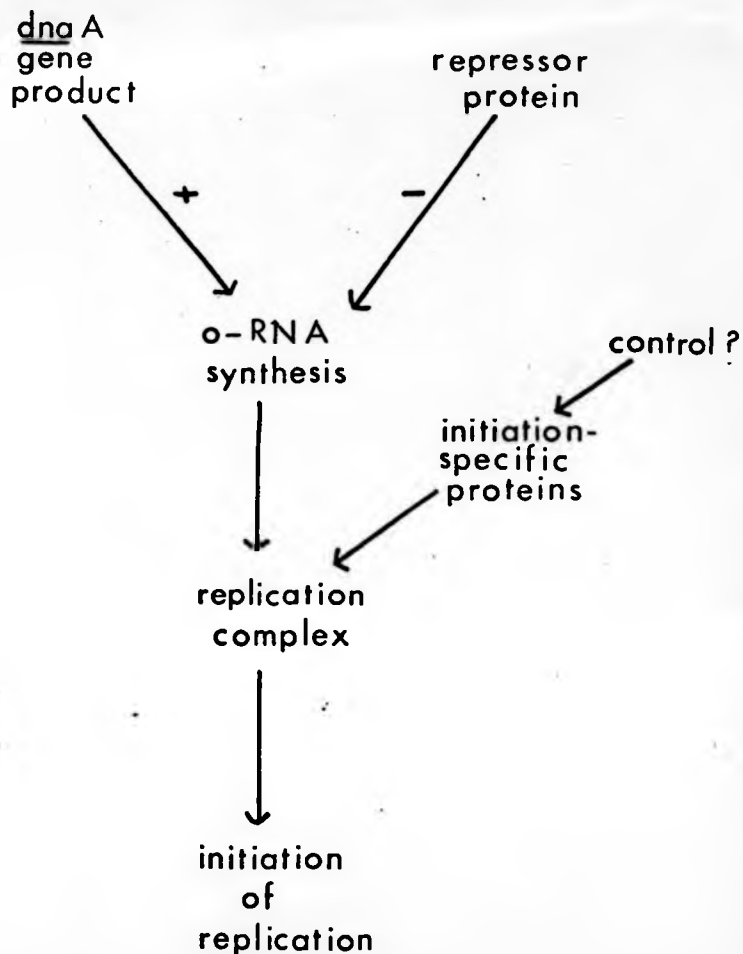 dna A
gene
product
repressor
protein
+
-
o-RNA
synthesis
control ?
initiation-
specific
proteins
replication
complex
initiation
of
replication